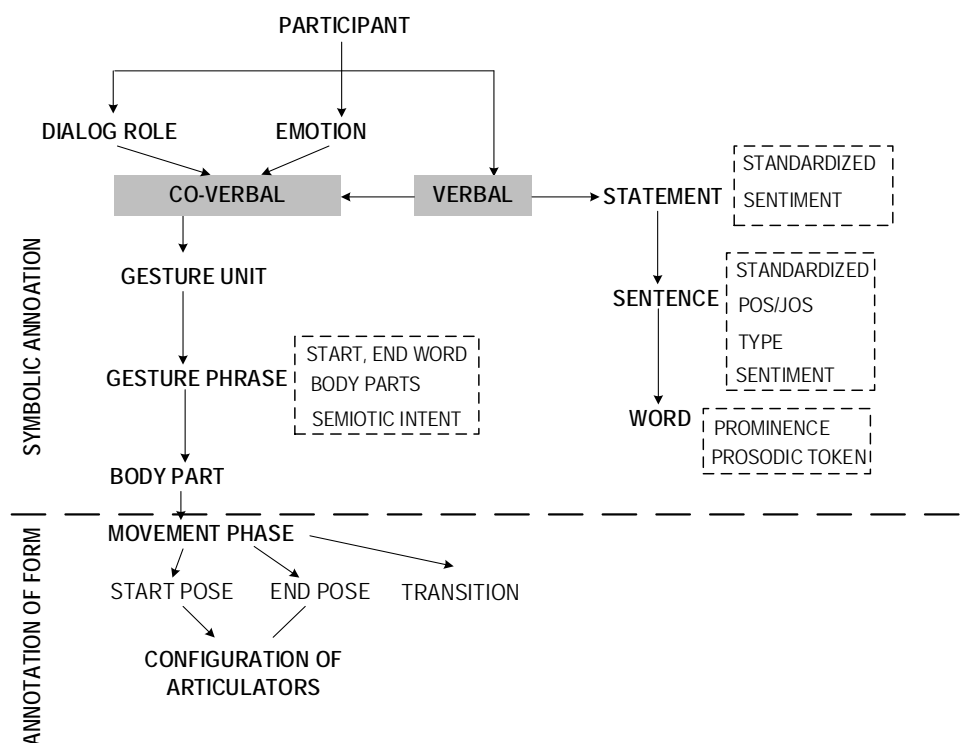 PARTICIPANT
DIALOG ROLE
EMOTION
CO-VERBAL
VERBAL
STATEMENT
STANDARDIZED
SENTIMENT
GESTURE UNIT
SENTENCE
STANDARDIZED
POS/JOS
TYPE
SENTIMENT
GESTURE PHRASE
START, END WORD
BODY PARTS
SEMIOTIC INTENT
WORD
PROMINENCE
PROSODIC TOKEN
BODY PART
SYMBOLIC ANNOATION
MOVEMENT PHASE
START POSE
END POSE
TRANSITION
CONFIGURATION OF
ARTICULATORS
ANNOTATION OF FORM